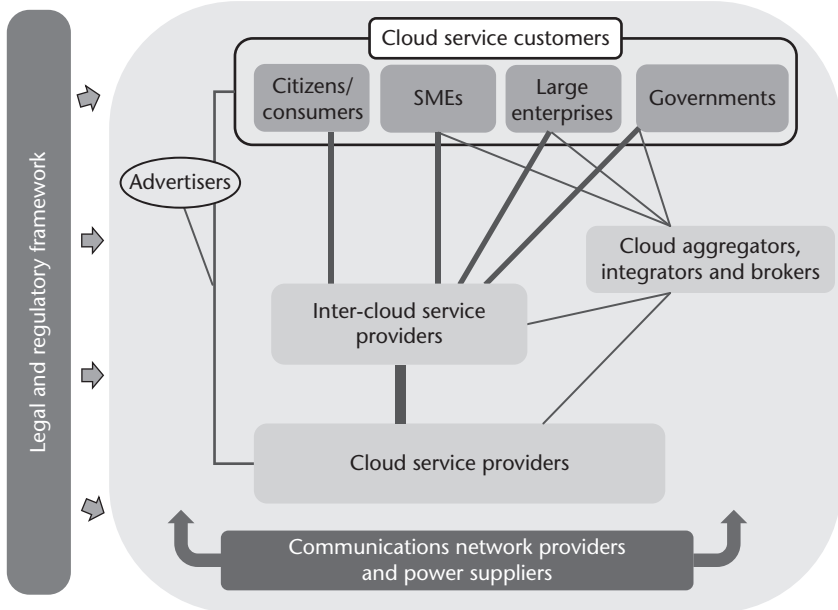 Cloud service customers
Citizens/
consumers
SMEs
Large
enterprises
Governments
Legal and regulatory framework
Advertisers
Cloud aggregators,
integrators and brokers
Inter-cloud service
providers
Cloud service providers
Communications network providers
and power suppliers